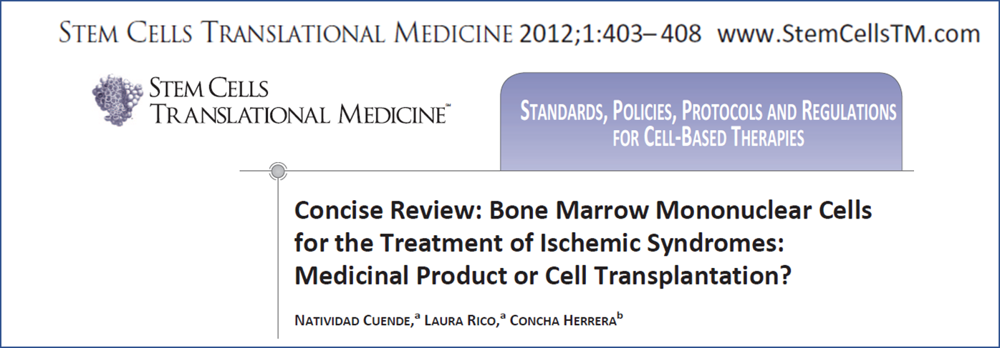 STEM CELLS TRANSLATIONAL MEDICINE 2012;1:403–408 www.StemCellsTM.com
STEM CELLS
TRANSLATIONAL MEDICINE™
STANDARDS, POLICIES, PROTOCOLS AND REGULATIONS
FOR CELL-BASED THERAPIES
Concise Review: Bone Marrow Mononuclear Cells
for the Treatment of Ischemic Syndromes:
Medicinal Product or Cell Transplantation?
NATIVIDAD CUENDE,ᵃ LAURA RICO,ᵃ CONCHA HERRERAᵇ